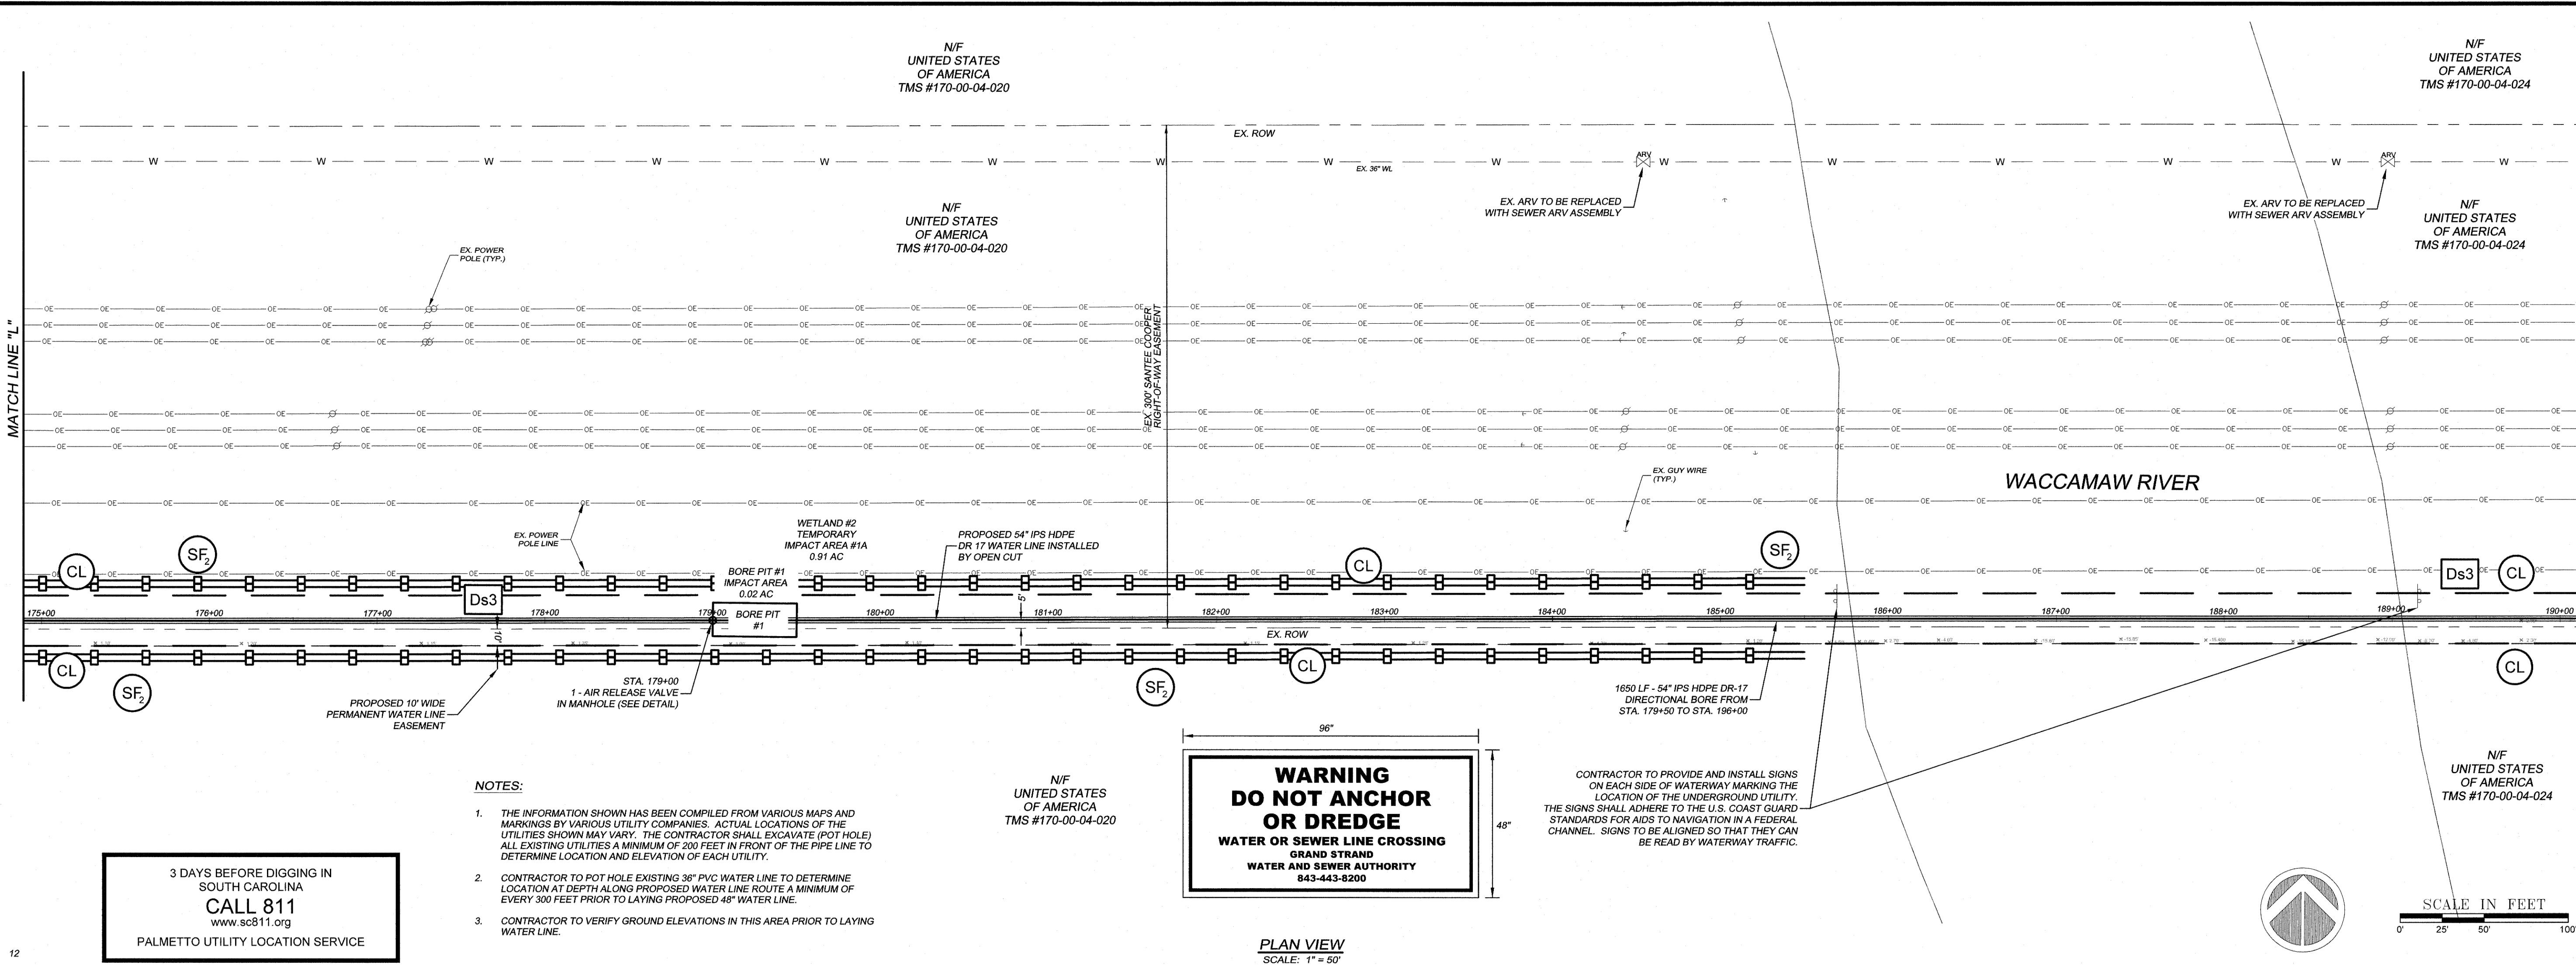 N/F
UNITED STATES
OF AMERICA
TMS #170-00-04-020
N/F
UNITED STATES
OF AMERICA
TMS #170-00-04-024
EX. ROW
W W W W W W W W W W W W W W W
EX. 36" WL
ARV
ARV
EX. ARV TO BE REPLACED
WITH SEWER ARV ASSEMBLY
EX. ARV TO BE REPLACED
WITH SEWER ARV ASSEMBLY
N/F
UNITED STATES
OF AMERICA
TMS #170-00-04-020
N/F
UNITED STATES
OF AMERICA
TMS #170-00-04-024
EX. POWER
POLE (TYP.)
MATCH LINE "L"
EX. 300' SANTEE COOPER
RIGHT-OF-WAY EASEMENT
EX. GUY WIRE
(TYP.)
WACCAMAW RIVER
EX. POWER
POLE LINE
WETLAND #2
TEMPORARY
IMPACT AREA #1A
0.91 AC
PROPOSED 54" IPS HDPE
DR 17 WATER LINE INSTALLED
BY OPEN CUT
CL
SF2
CL
SF2
Ds3
CL
BORE PIT #1
IMPACT AREA
0.02 AC
Ds3
5'
175+00 176+00 177+00 178+00 179+00 180+00 181+00 182+00 183+00 184+00 185+00 186+00 187+00 188+00 189+00 190+00
BORE PIT
#1
10'
EX. ROW
CL
SF2
SF2
CL
CL
PROPOSED 10' WIDE
PERMANENT WATER LINE
EASEMENT
STA. 179+00
1 - AIR RELEASE VALVE
IN MANHOLE (SEE DETAIL)
1650 LF - 54" IPS HDPE DR-17
DIRECTIONAL BORE FROM
STA. 179+50 TO STA. 196+00
96"
48"
WARNING
DO NOT ANCHOR
OR DREDGE
WATER OR SEWER LINE CROSSING
GRAND STRAND
WATER AND SEWER AUTHORITY
843-443-8200
CONTRACTOR TO PROVIDE AND INSTALL SIGNS
ON EACH SIDE OF WATERWAY MARKING THE
LOCATION OF THE UNDERGROUND UTILITY.
THE SIGNS SHALL ADHERE TO THE U.S. COAST GUARD
STANDARDS FOR AIDS TO NAVIGATION IN A FEDERAL
CHANNEL. SIGNS TO BE ALIGNED SO THAT THEY CAN
BE READ BY WATERWAY TRAFFIC.
N/F
UNITED STATES
OF AMERICA
TMS #170-00-04-024
N/F
UNITED STATES
OF AMERICA
TMS #170-00-04-020
NOTES:
1. THE INFORMATION SHOWN HAS BEEN COMPILED FROM VARIOUS MAPS AND
MARKINGS BY VARIOUS UTILITY COMPANIES. ACTUAL LOCATIONS OF THE
UTILITIES SHOWN MAY VARY. THE CONTRACTOR SHALL EXCAVATE (POT HOLE)
ALL EXISTING UTILITIES A MINIMUM OF 200 FEET IN FRONT OF THE PIPE LINE TO
DETERMINE LOCATION AND ELEVATION OF EACH UTILITY.
2. CONTRACTOR TO POT HOLE EXISTING 36" PVC WATER LINE TO DETERMINE
LOCATION AT DEPTH ALONG PROPOSED WATER LINE ROUTE A MINIMUM OF
EVERY 300 FEET PRIOR TO LAYING PROPOSED 48" WATER LINE.
3. CONTRACTOR TO VERIFY GROUND ELEVATIONS IN THIS AREA PRIOR TO LAYING
WATER LINE.
3 DAYS BEFORE DIGGING IN
SOUTH CAROLINA
CALL 811
www.sc811.org
PALMETTO UTILITY LOCATION SERVICE
12
PLAN VIEW
SCALE: 1" = 50'
SCALE IN FEET
0' 25' 50' 100'